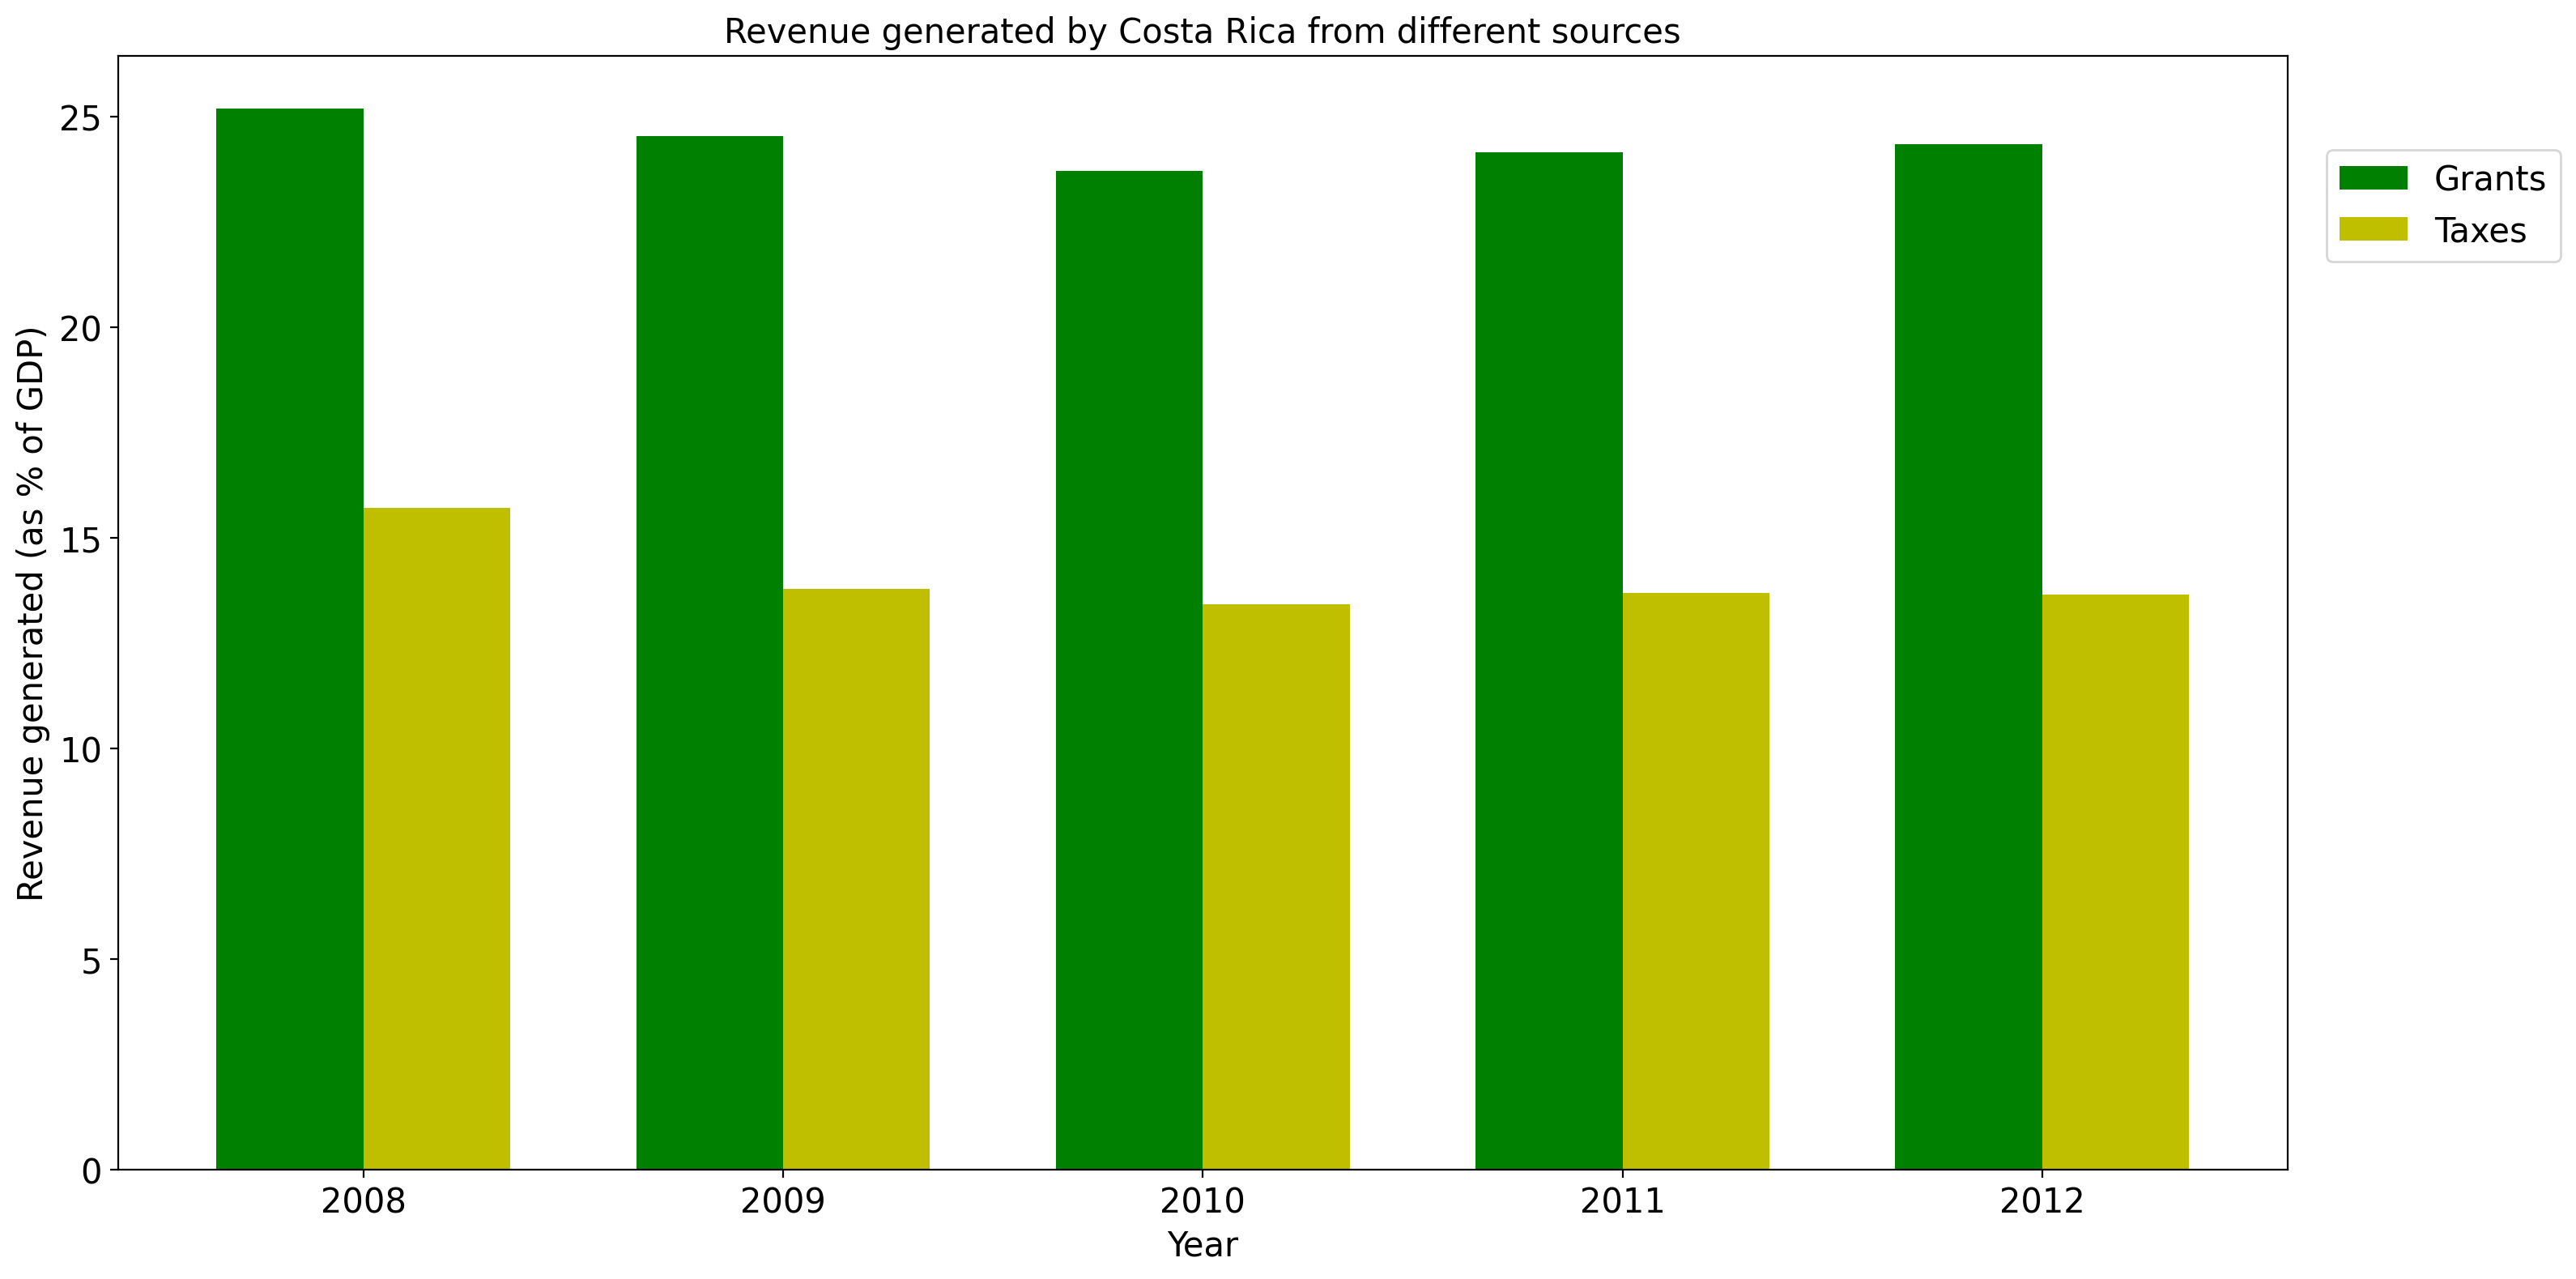 Revenue generated by Costa Rica from different sources
Revenue generated (as % of GDP)
25
20
15
10
5
0
2008
2009
2010
2011
2012
Year
Grants
Taxes